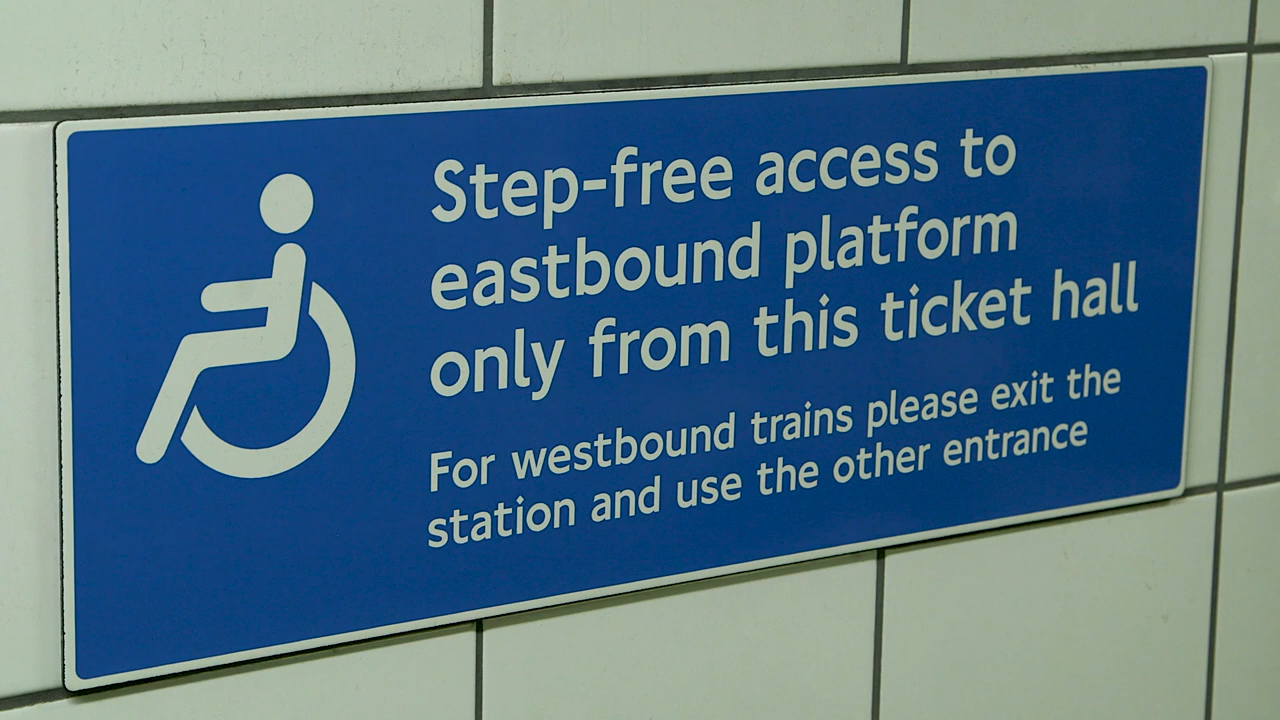 Step-free access to
eastbound platform
only from this ticket hall
For westbound trains please exit the
station and use the other entrance